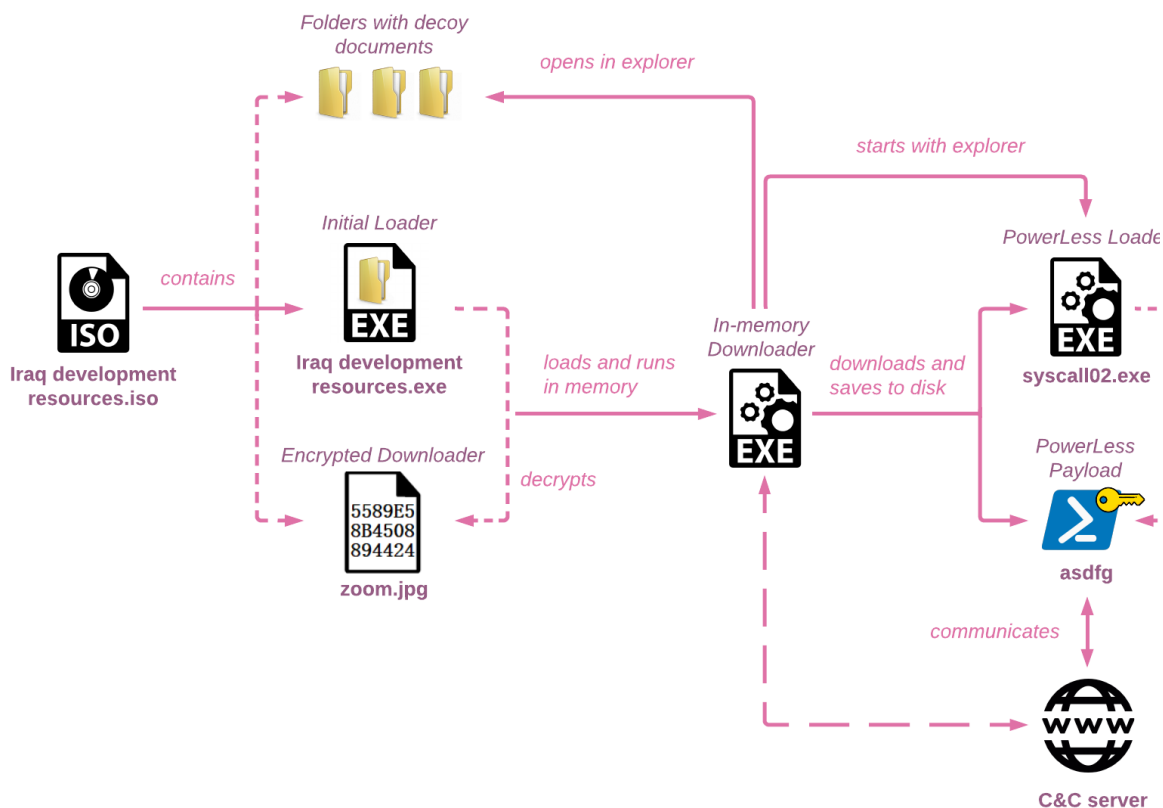 Folders with decoy
documents
opens in explorer
starts with explorer
Initial Loader
PowerLess Loade
contains
ISO
EXE
EXE
In-memory
Downloader
Iraq development
resources.iso
Iraq development
resources.exe
loads and runs
in memory
downloads and
saves to disk
syscall02.exe
EXE
Encrypted Downloader
PowerLess
Payload
decrypts
5589E5
8B4508
894424
zoom.jpg
asdfg
communicates
WWW
C&C server